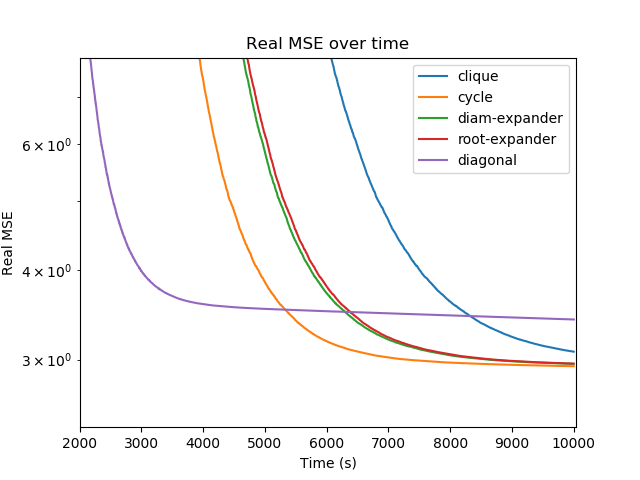 Real MSE over time
Real MSE
6 × 10⁰
4 × 10⁰
3 × 10⁰
clique
cycle
diam-expander
root-expander
diagonal
2000 3000 4000 5000 6000 7000 8000 9000 10000
Time (s)